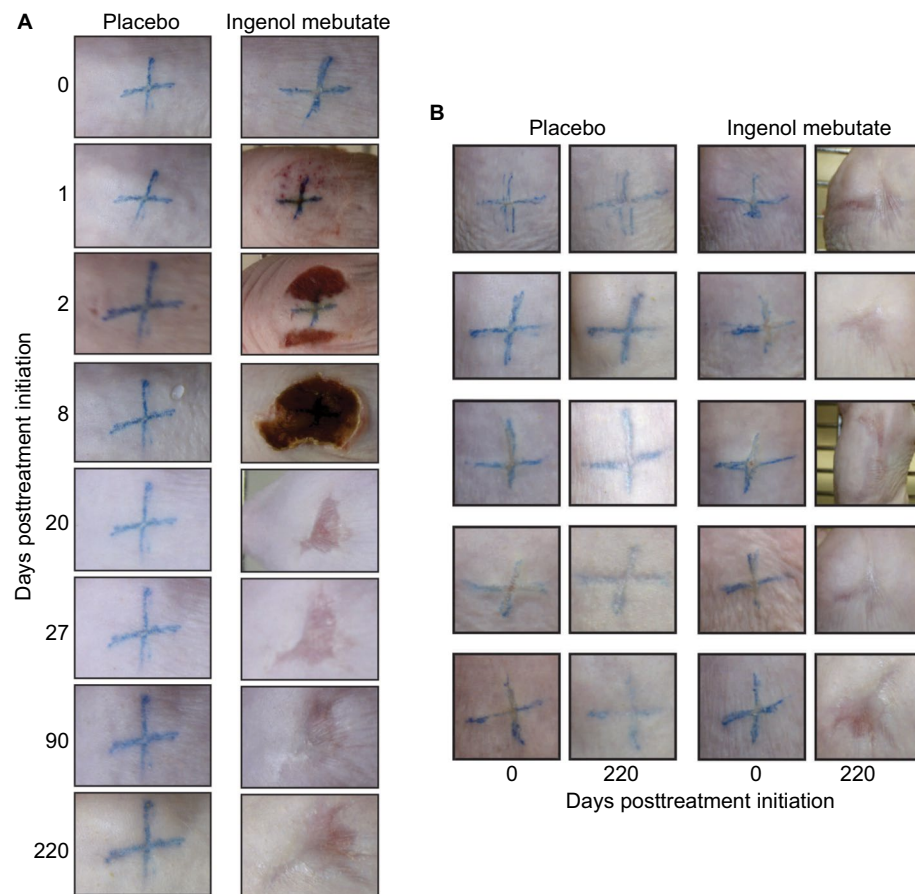 A
Placebo Ingenol mebutate
0
1
2
8
20
27
90
220
Days posttreatment initiation
B
Placebo Ingenol mebutate
0 220 0 220
Days posttreatment initiation